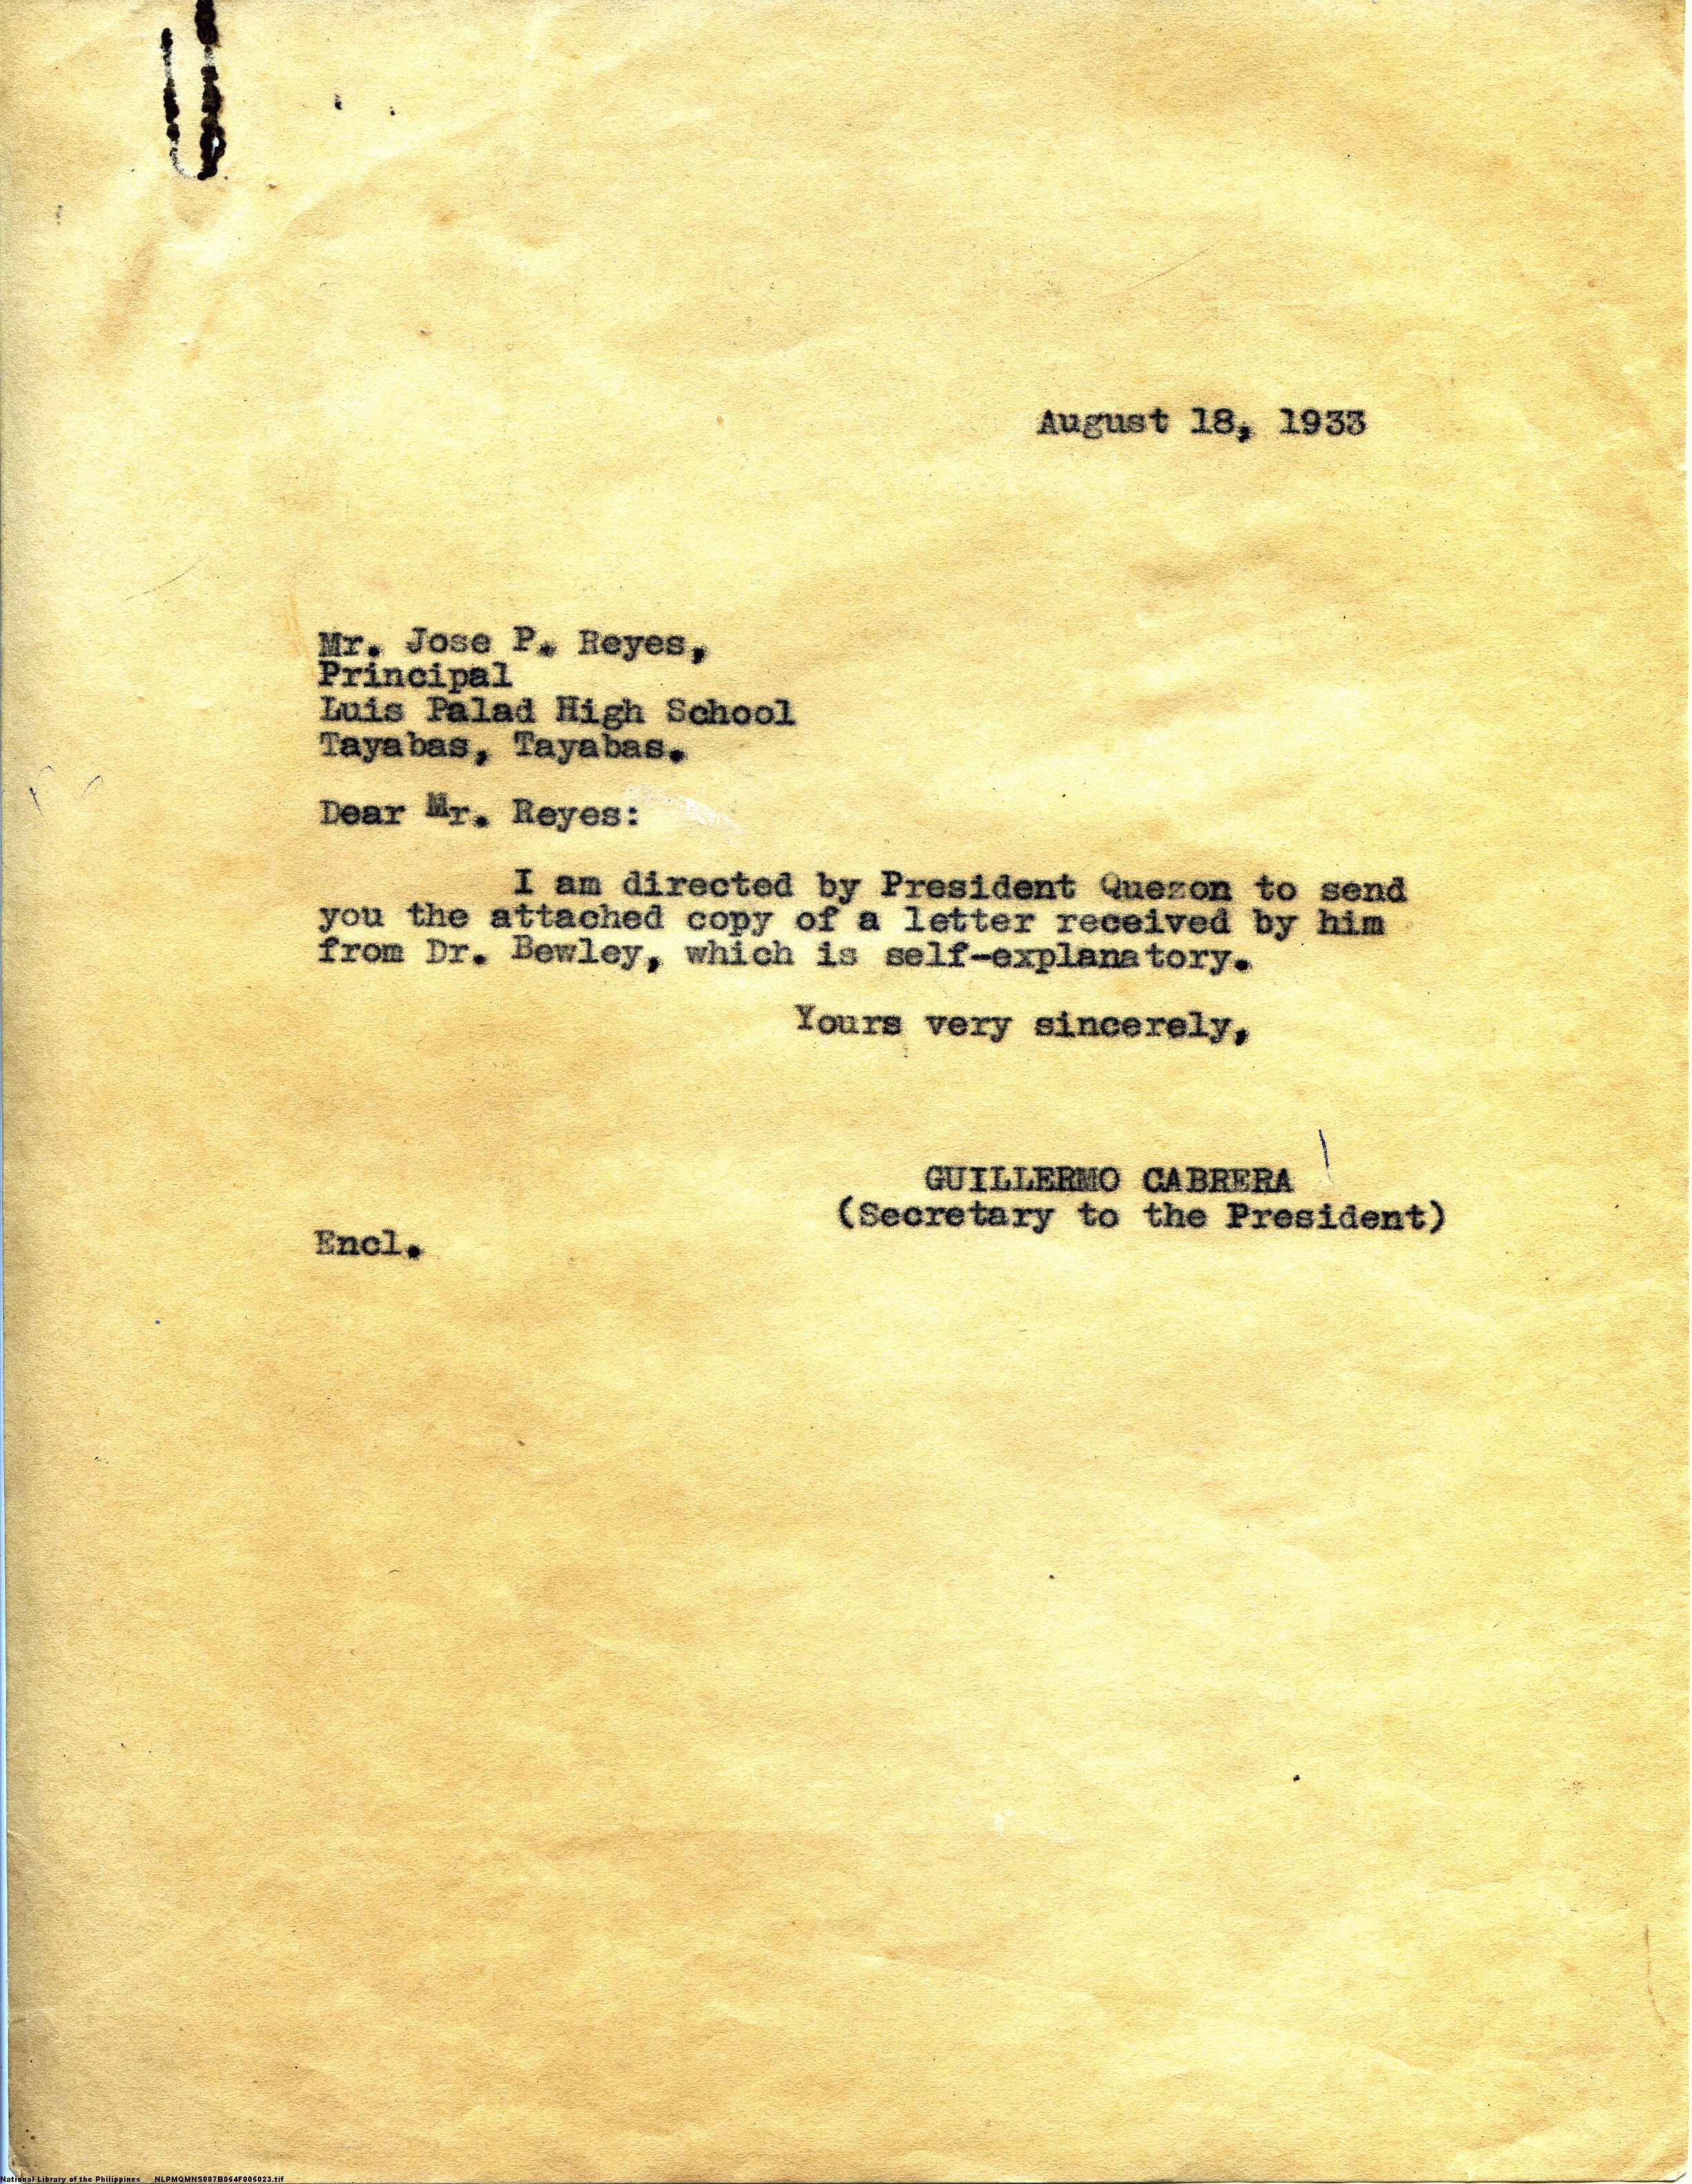 August 18, 1933
Mr. Jose P. Reyes,
Principal
Luis Palad High School
Tayabas, Tayabas.
Dear Mr. Reyes:
I am directed by President Quezon to send
you the attached copy of a letter received by him
from Dr. Bewley, which is self-explanatory.
Yours very sincerely,
GUILLERMO CABRERA
(Secretary to the President)
Encl.
National Library of the Philippines NLPMQMNS007B064F006023.tif